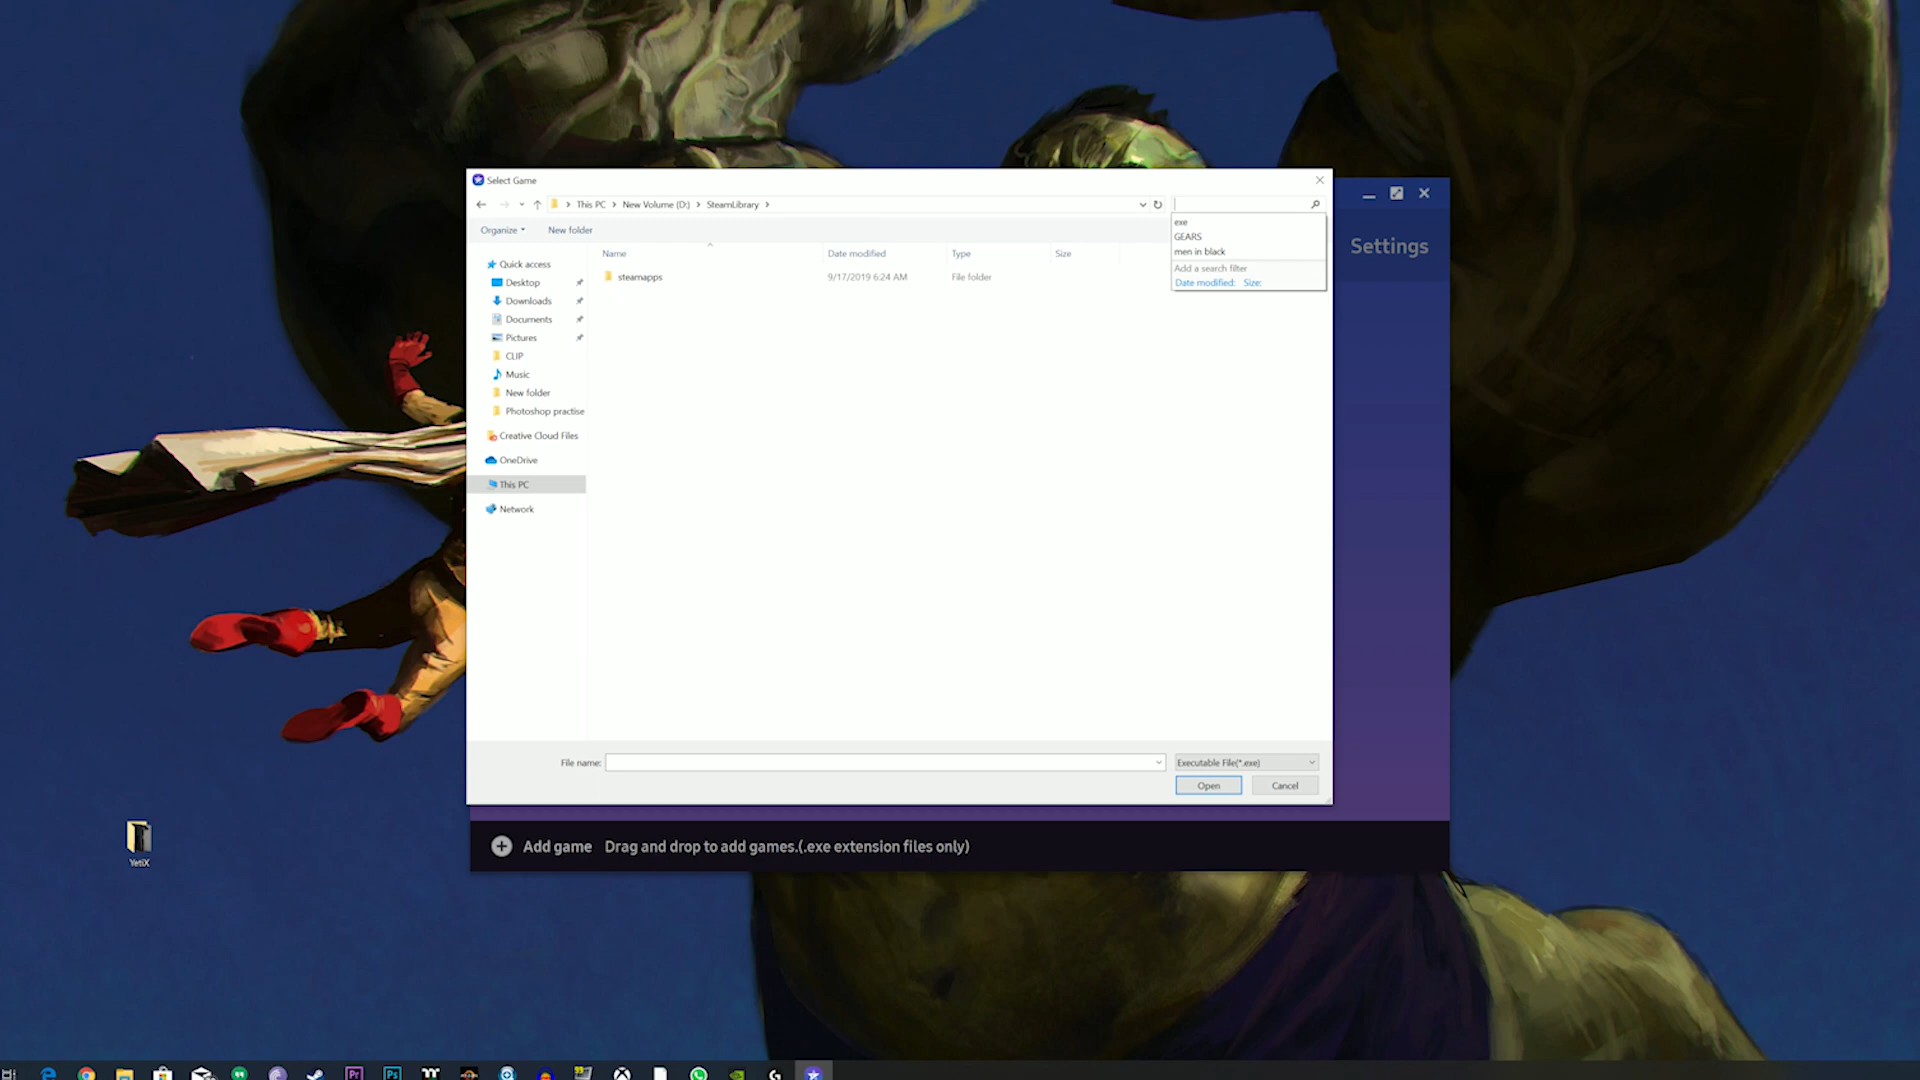 Select Game
This PC
New Volume (D:)
SteamLibrary
Organize
New folder
exe
GEARS
men in black
Add a search filter
Date modified: Size:
Settings
Name
Date modified
Type
Size
steamapps
9/17/2019 6:24 AM
File folder
Quick access
Desktop
Downloads
Documents
Pictures
CLIP
Music
New folder
Photoshop practise
Creative Cloud Files
OneDrive
This PC
Network
File name:
Executable File(*.exe)
Open
Cancel
Add game
Drag and drop to add games.(.exe extension files only)
YetiX
Pr
Ps